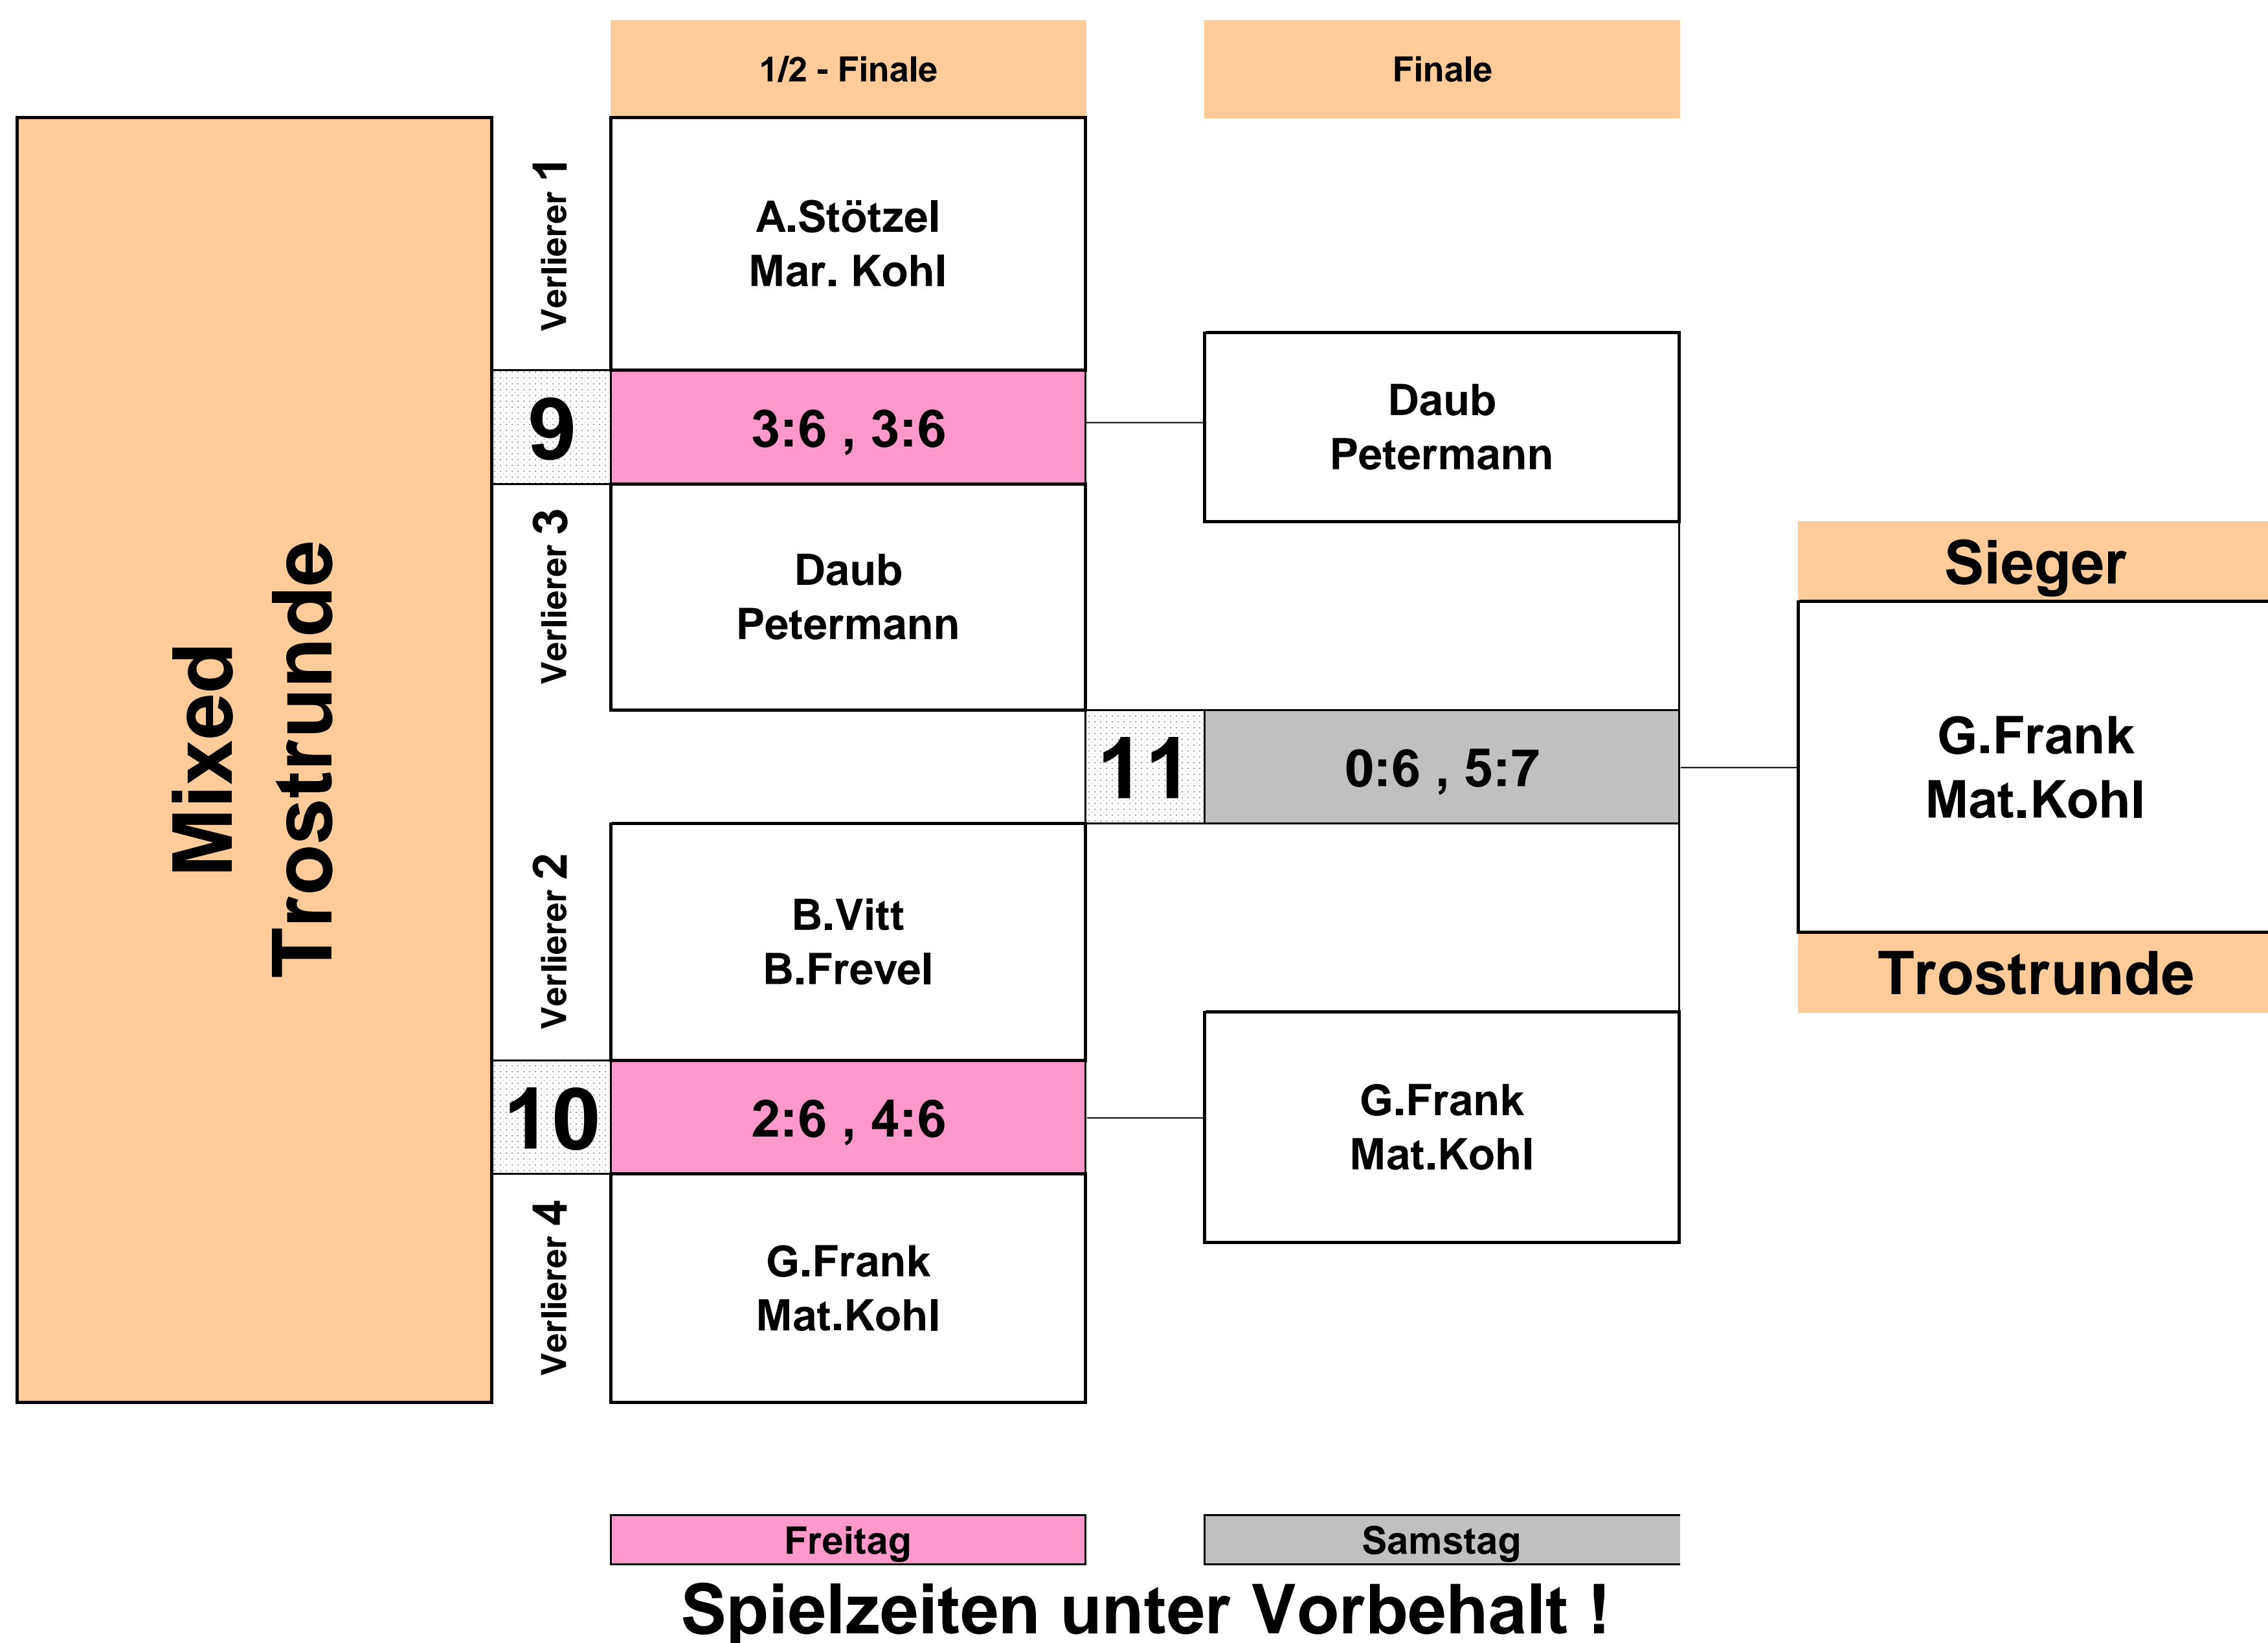 1/2 - Finale
Finale
Mixed
Trostrunde
Verlierer 1
A.Stötzel
Mar. Kohl
9
3:6 , 3:6
Verlierer 3
Daub
Petermann
Daub
Petermann
11
0:6 , 5:7
Sieger
G.Frank
Mat.Kohl
Trostrunde
Verlierer 2
B.Vitt
B.Frevel
10
2:6 , 4:6
Verlierer 4
G.Frank
Mat.Kohl
G.Frank
Mat.Kohl
Freitag
Samstag
Spielzeiten unter Vorbehalt !